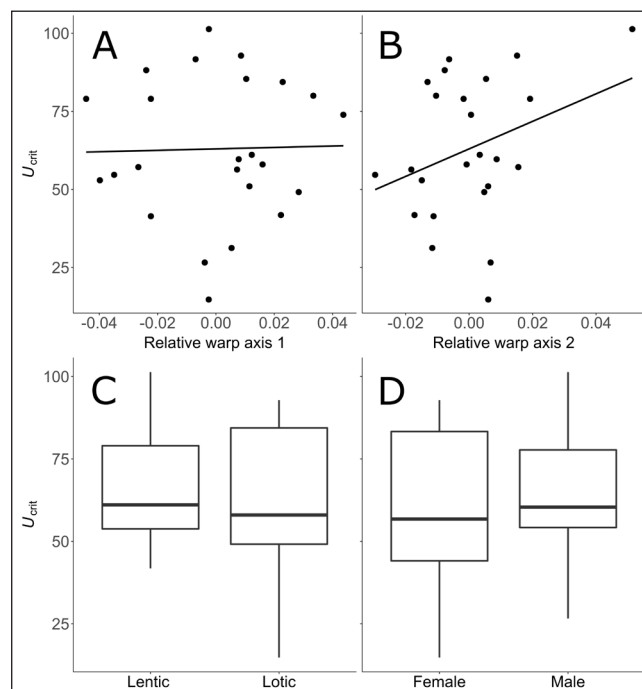 A
B
100
75
50
25
U crit
-0.04 -0.02 0.00 0.02 0.04
-0.02 0.00 0.02 0.04
Relative warp axis 1
Relative warp axis 2
C
D
100
75
50
25
U crit
Lentic Lotic
Female Male